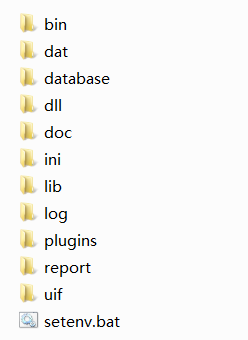 bin
dat
database
dll
doc
ini
lib
log
plugins
report
uif
setenv.bat